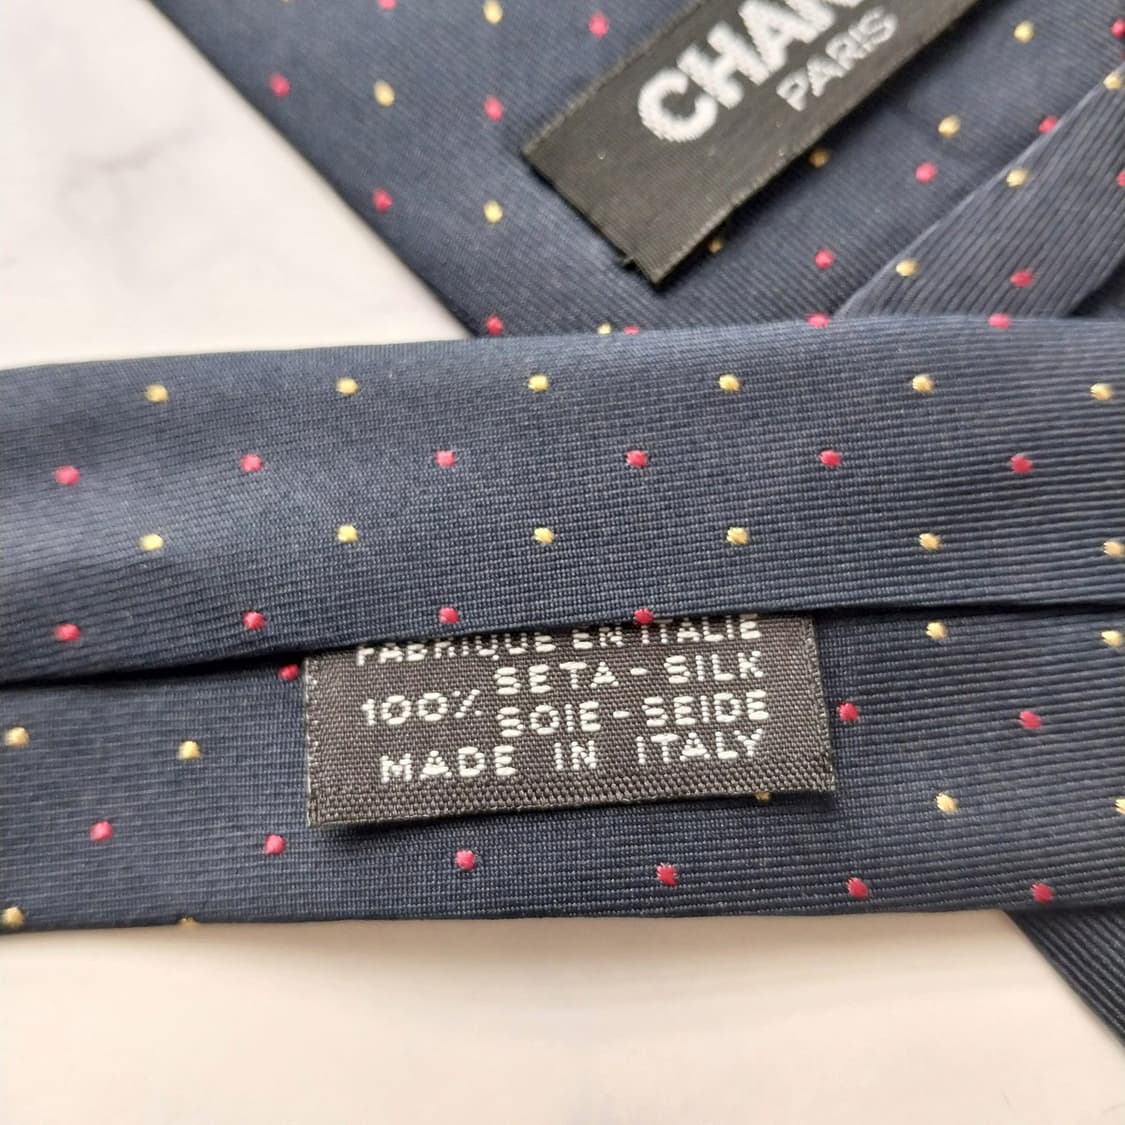 CHAN
PARIS
FABRIQUE EN ITALIE
SETA - SILK
100%
SOIE - SEIDE
MADE IN ITALY